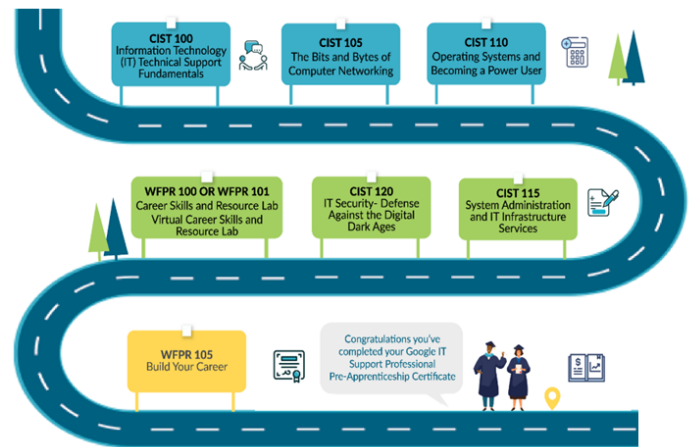 CIST 100
Information Technology
(IT) Technical Support
Fundamentals
CIST 105
The Bits and Bytes of
Computer Networking
CIST 110
Operating Systems and
Becoming a Power User
WFPR 100 OR WFPR 101
Career Skills and Resource Lab
Virtual Career Skills and
Resource Lab
CIST 120
IT Security- Defense
Against the Digital
Dark Ages
CIST 115
System Administration
and IT Infrastructure
Services
WFPR 105
Build Your Career
Congratulations you've
completed your Google IT
Support Professional
Pre-Apprenticeship Certificate